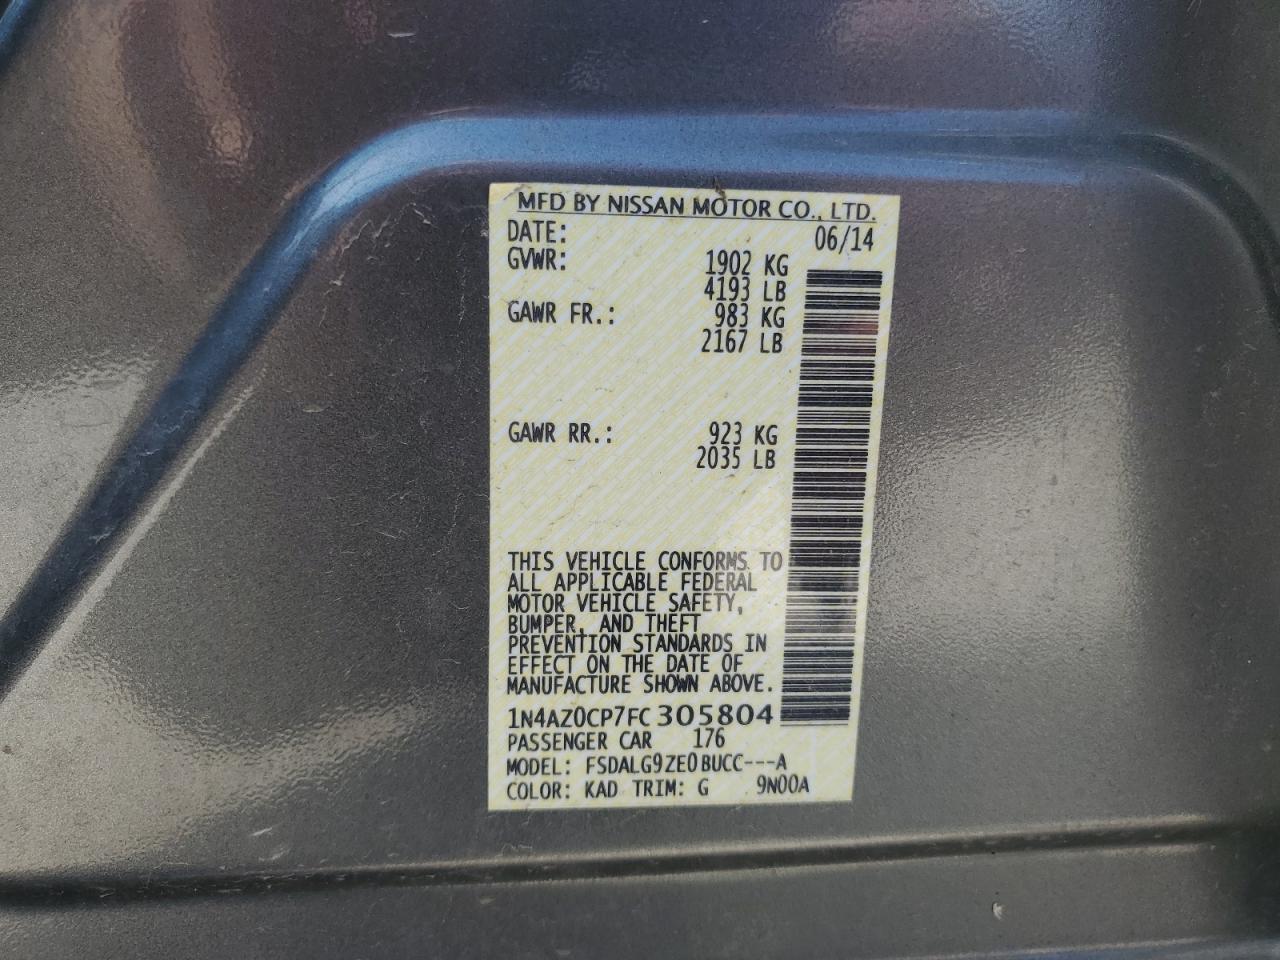 MFD BY NISSAN MOTOR CO., LTD.
DATE: 06/14
GVWR: 1902 KG
4193 LB
GAWR FR.: 983 KG
2167 LB
GAWR RR.: 923 KG
2035 LB
THIS VEHICLE CONFORMS TO
ALL APPLICABLE FEDERAL
MOTOR VEHICLE SAFETY,
BUMPER, AND THEFT
PREVENTION STANDARDS IN
EFFECT ON THE DATE OF
MANUFACTURE SHOWN ABOVE.
1N4AZ0CP7FC305804
PASSENGER CAR 176
MODEL: FSDALG9ZE0BUCC---A
COLOR: KAD TRIM: G 9N00A